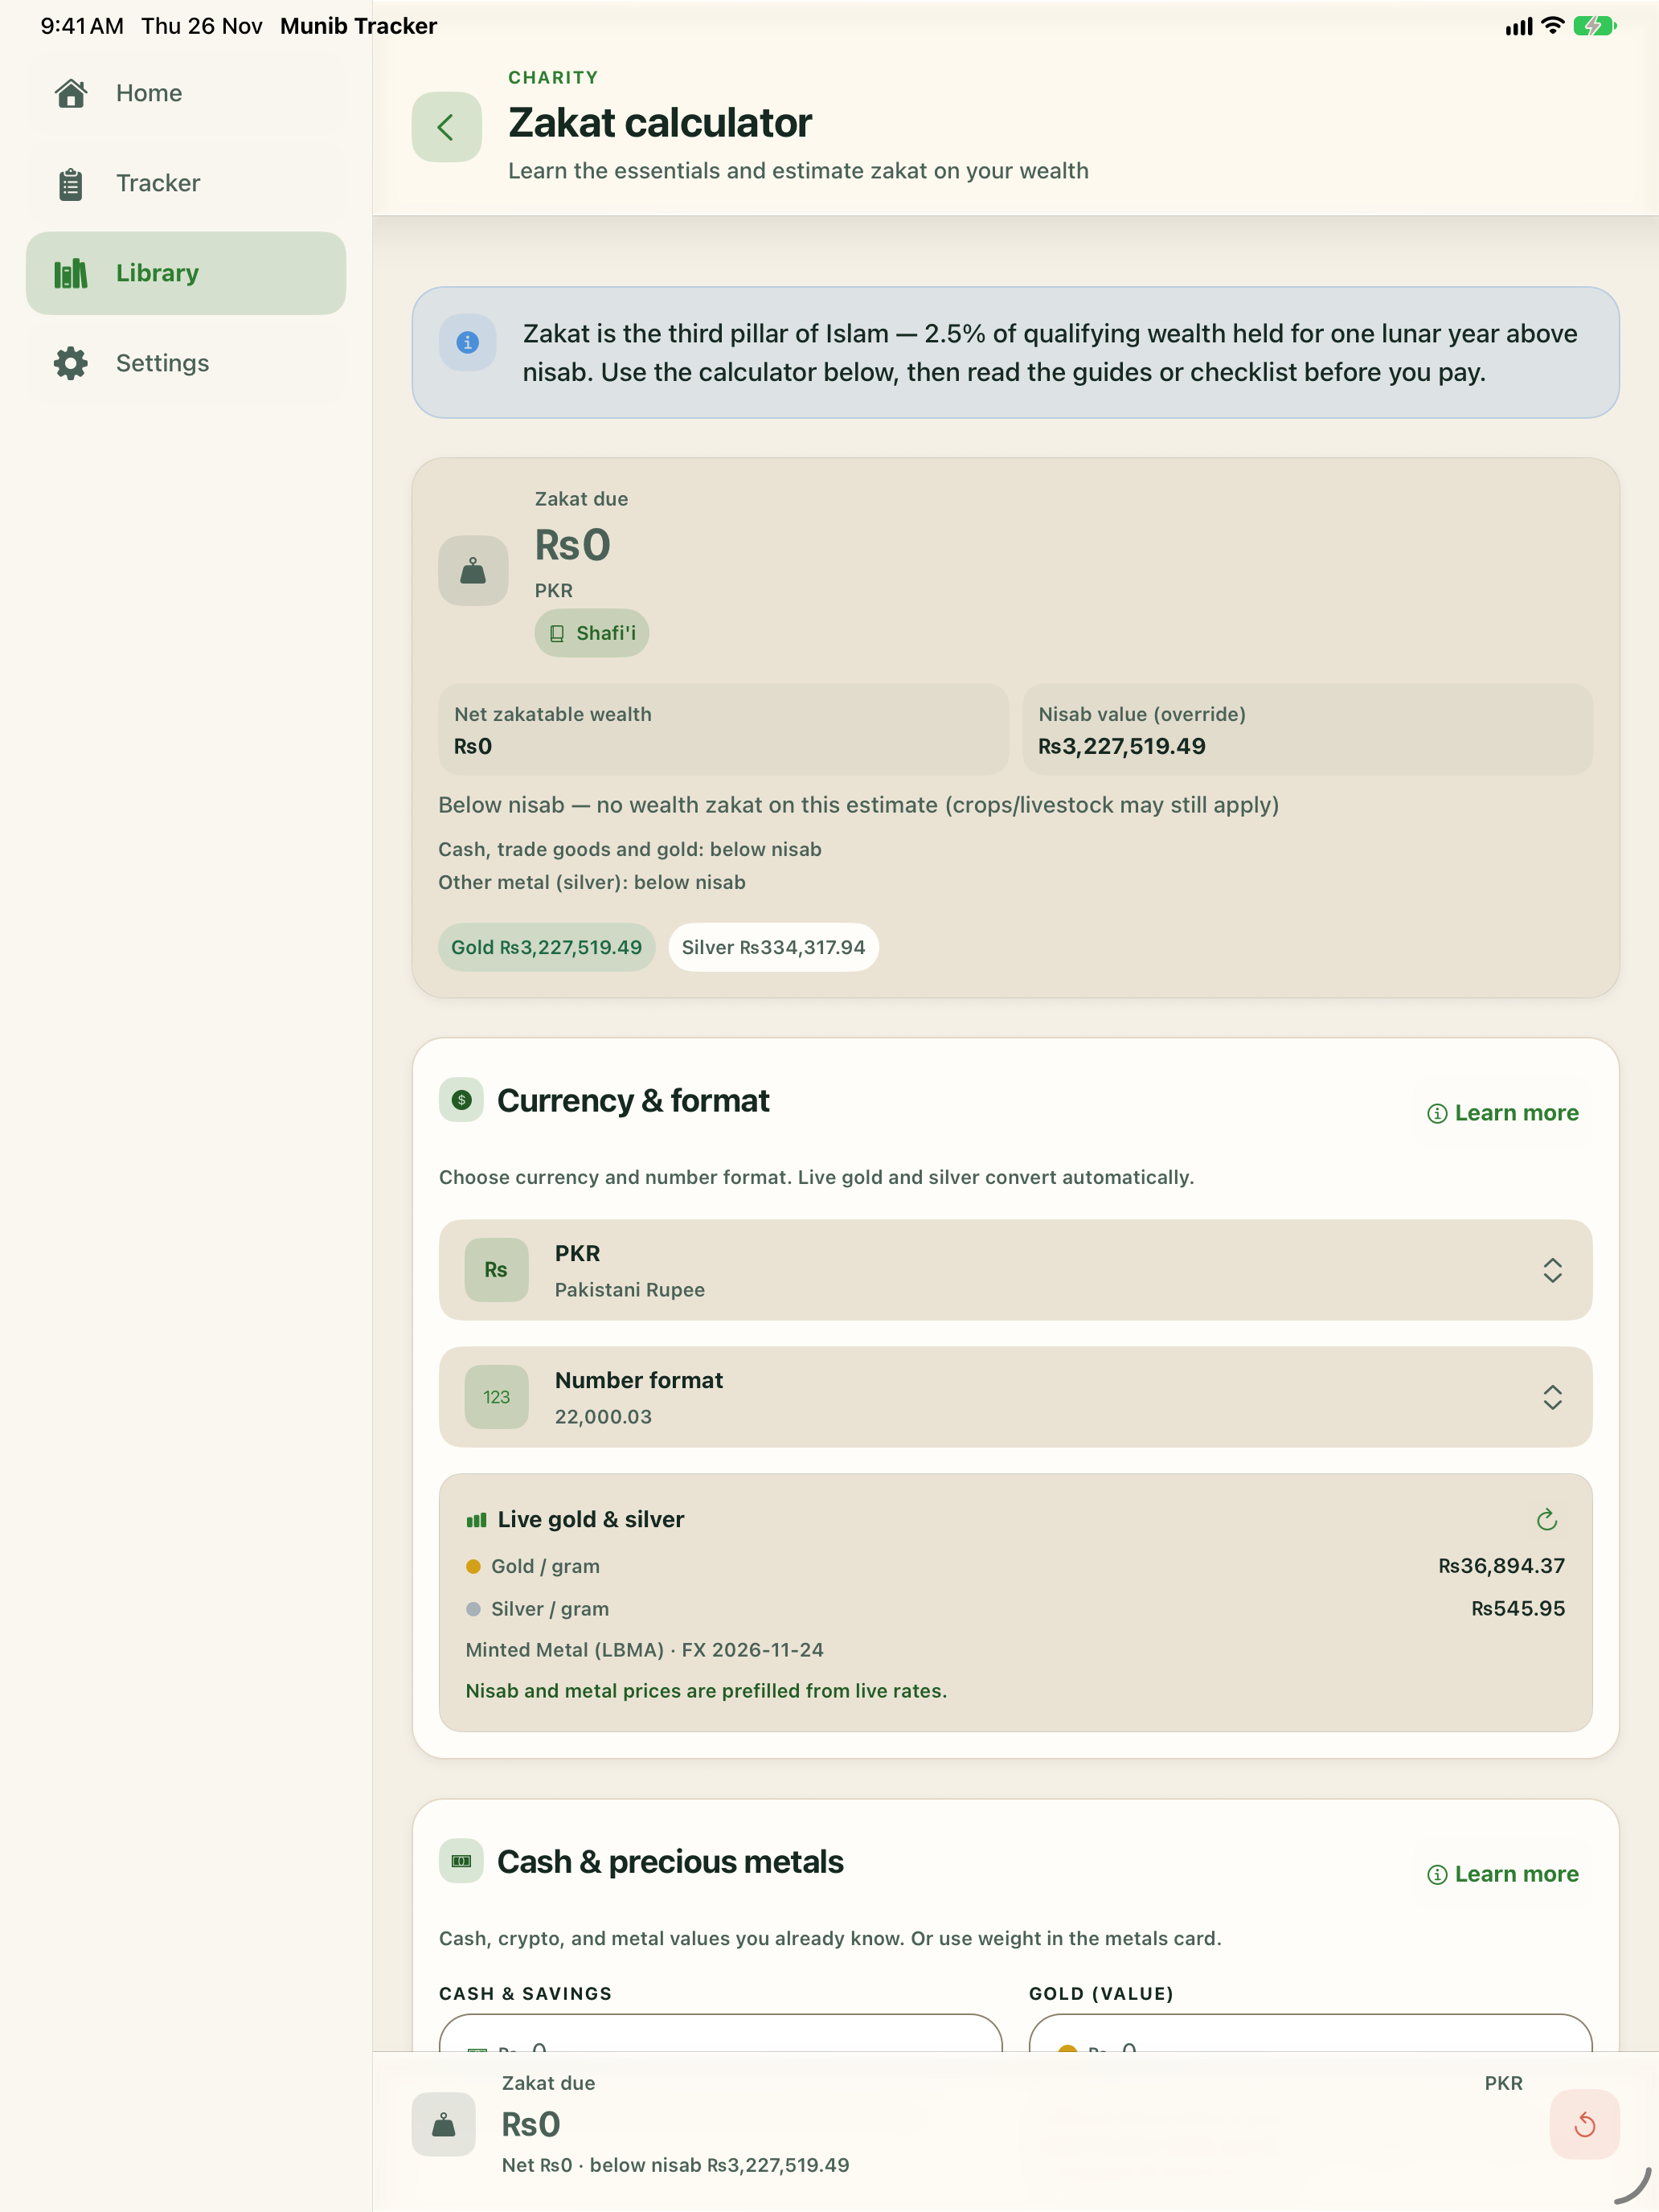 9:41 AM Thu 26 Nov Munib Tracker
Home
Tracker
Library
Settings
CHARITY
Zakat calculator
Learn the essentials and estimate zakat on your wealth
Zakat is the third pillar of Islam — 2.5% of qualifying wealth held for one lunar year above
nisab. Use the calculator below, then read the guides or checklist before you pay.
Zakat due
Rs0
PKR
Shafi'i
Net zakatable wealth
Rs0
Nisab value (override)
Rs3,227,519.49
Below nisab — no wealth zakat on this estimate (crops/livestock may still apply)
Cash, trade goods and gold: below nisab
Other metal (silver): below nisab
Gold Rs3,227,519.49
Silver Rs334,317.94
$
Currency & format
Learn more
Choose currency and number format. Live gold and silver convert automatically.
Rs
PKR
Pakistani Rupee
123
Number format
22,000.03
Live gold & silver
Gold / gram
Rs36,894.37
Silver / gram
Rs545.95
Minted Metal (LBMA) · FX 2026-11-24
Nisab and metal prices are prefilled from live rates.
Cash & precious metals
Learn more
Cash, crypto, and metal values you already know. Or use weight in the metals card.
CASH & SAVINGS
GOLD (VALUE)
Rs 0
Rs 0
Zakat due
PKR
Rs0
Net Rs0 · below nisab Rs3,227,519.49